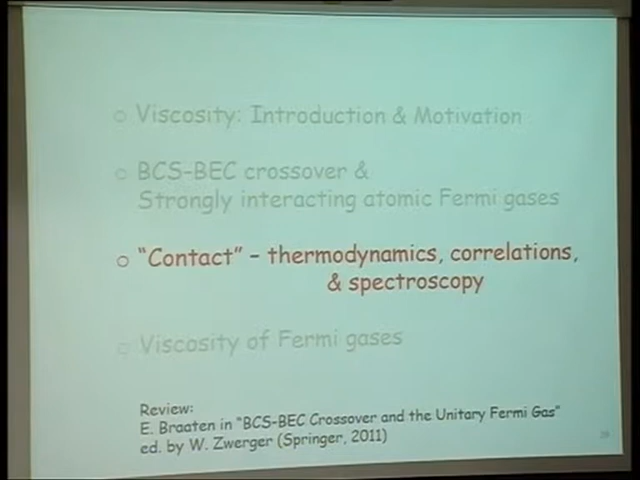 o Viscosity: Introduction & Motivation
o BCS-BEC crossover &
Strongly interacting atomic Fermi gases
o "Contact" – thermodynamics, correlations,
& spectroscopy
o Viscosity of Fermi gases
Review:
E. Braaten in "BCS-BEC Crossover and the Unitary Fermi Gas"
ed. by W. Zwerger (Springer, 2011)